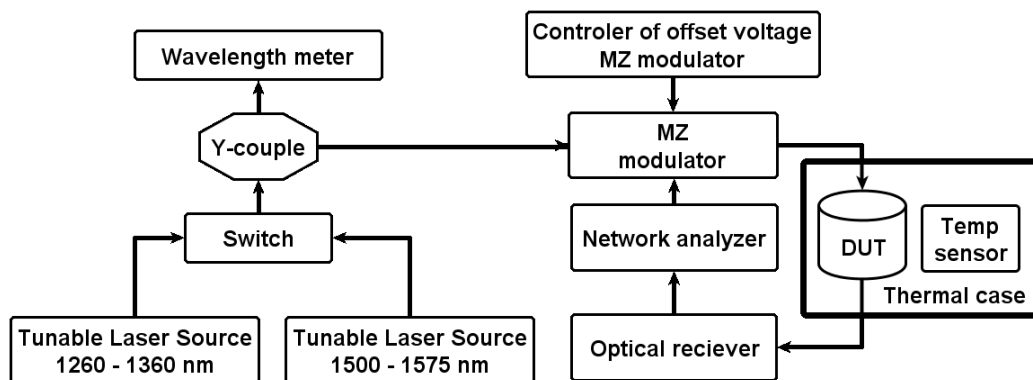 Controler of offset voltage
MZ modulator
Wavelength meter
Y-couple
MZ
modulator
Switch
Network analyzer
DUT
Temp
sensor
Thermal case
Tunable Laser Source
1260 - 1360 nm
Tunable Laser Source
1500 - 1575 nm
Optical reciever